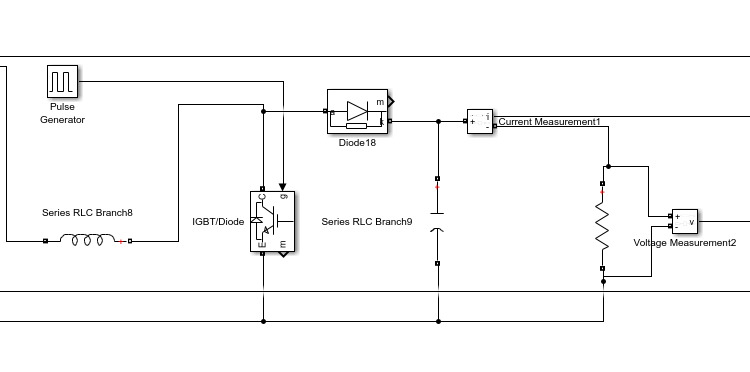 Pulse
Generator
m
a
k
Diode18
i
+
-
Current Measurement1
Series RLC Branch8
+
IGBT/Diode
C
g
E
m
Series RLC Branch9
+
+
+
-
v
Voltage Measurement2